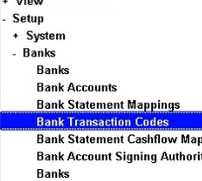 + View
- Setup
+ System
- Banks
Banks
Bank Accounts
Bank Statement Mappings
Bank Transaction Codes
Bank Statement Cashflow Map
Bank Account Signing Authorit
Banks